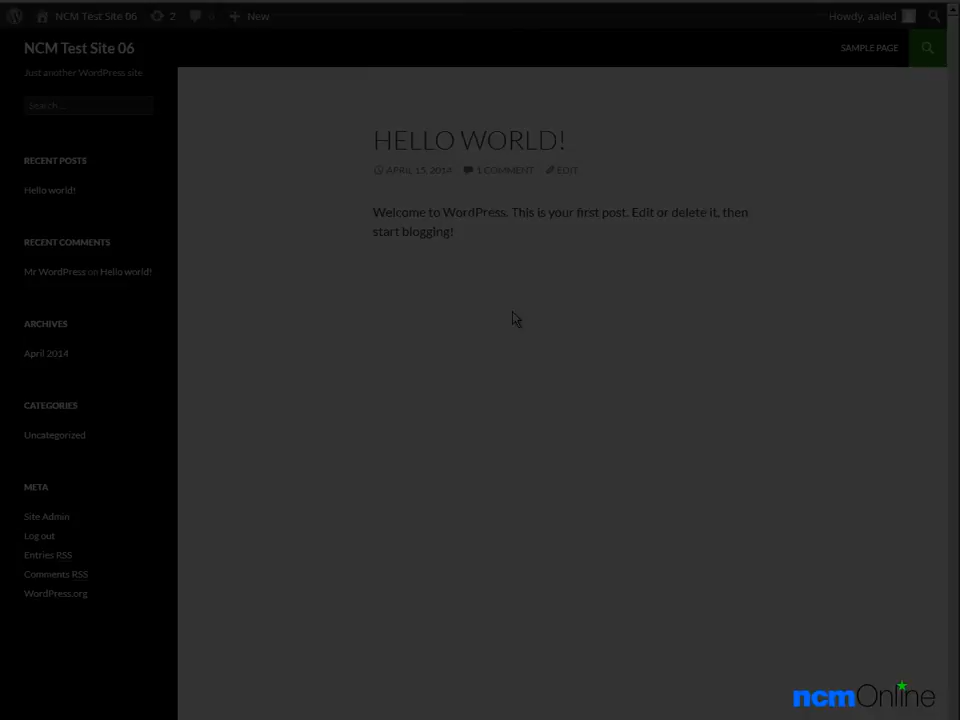 NCM Test Site 06
2
0
New
Howdy, aailed
NCM Test Site 06
SAMPLE PAGE
Just another WordPress site
Search ...
HELLO WORLD!
APRIL 15, 2014
1 COMMENT
EDIT
Welcome to WordPress. This is your first post. Edit or delete it, then
start blogging!
RECENT POSTS
Hello world!
RECENT COMMENTS
Mr WordPress on Hello world!
ARCHIVES
April 2014
CATEGORIES
Uncategorized
META
Site Admin
Log out
Entries RSS
Comments RSS
WordPress.org
ncmOnline